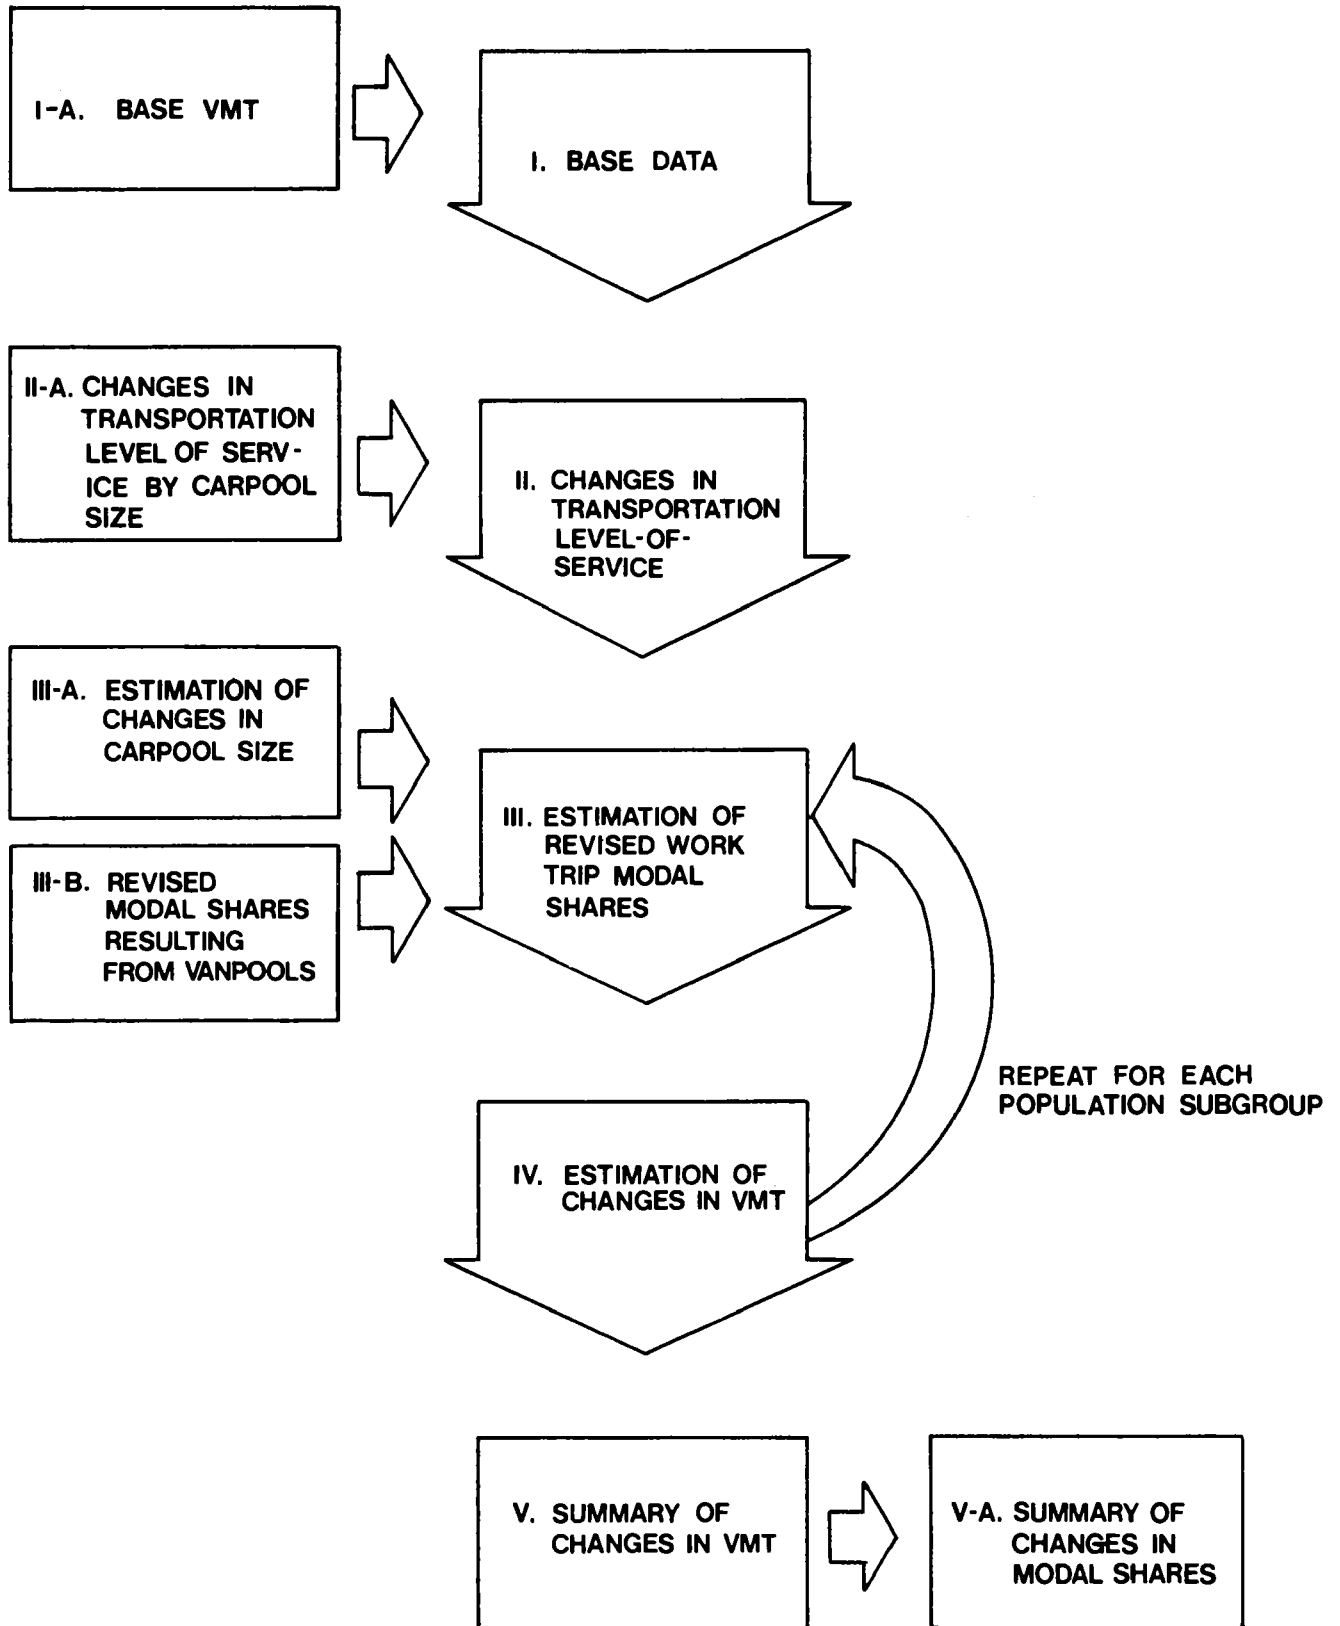 I-A. BASE VMT
I. BASE DATA
II-A. CHANGES IN
TRANSPORTATION
LEVEL OF SERV-
ICE BY CARPOOL
SIZE
II. CHANGES IN
TRANSPORTATION
LEVEL-OF-
SERVICE
III-A. ESTIMATION OF
CHANGES IN
CARPOOL SIZE
III-B. REVISED
MODAL SHARES
RESULTING
FROM VANPOOLS
III. ESTIMATION OF
REVISED WORK
TRIP MODAL
SHARES
REPEAT FOR EACH
POPULATION SUBGROUP
IV. ESTIMATION OF
CHANGES IN VMT
V. SUMMARY OF
CHANGES IN VMT
V-A. SUMMARY OF
CHANGES IN
MODAL SHARES